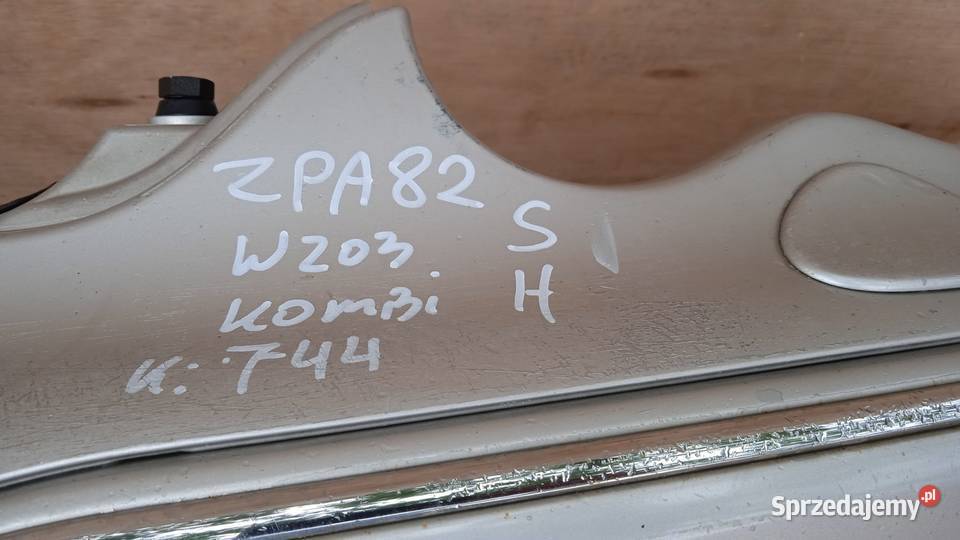 ZPA82
W203
KOMBi
K: 744
S
H
Sprzedajemy.pl